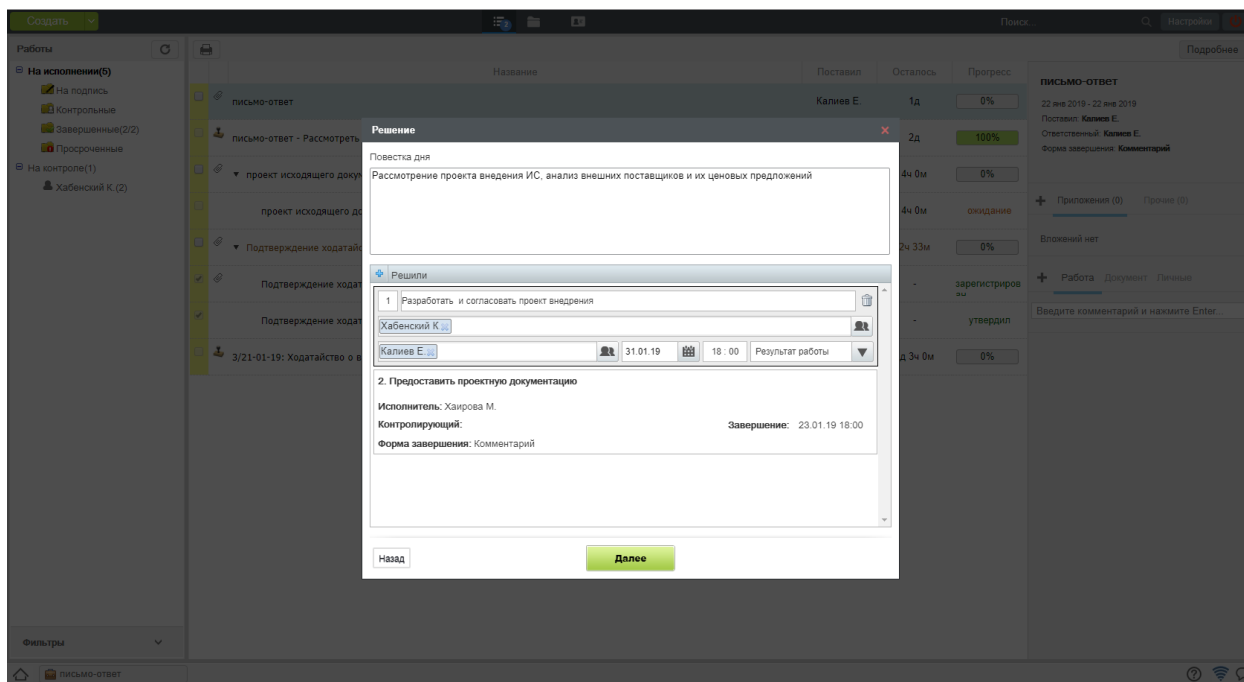 Создать
2
Поиск...
Настройки
Работы
Подробнее
На исполнении(5)
На подпись
Контрольные
Завершенные(2/2)
Просроченные
На контроле(1)
Хабенский К.(2)
Название
Поставил
Осталось
Прогресс
письмо-ответ
Калиев Е.
1д
0%
письмо-ответ - Рассмотреть
2д
100%
проект исходящего докум
4ч 0м
0%
проект исходящего до
4ч 0м
ожидание
Подтверждение ходатайс
2ч 33м
0%
Подтверждение ходат
-
зарегистриров
Подтверждение ходат
-
утвердил
3/21-01-19: Ходатайство о в
д 3ч 0м
0%
письмо-ответ
22 янв 2019 - 22 янв 2019
Поставил: Калиев Е.
Ответственный: Калиев Е.
Форма завершения: Комментарий
Приложения (0)
Прочие (0)
Вложений нет
Работа Документ Личные
Введите комментарий и нажмите Enter...
Решение
Повестка дня
Рассмотрение проекта внедения ИС, анализ внешних поставщиков и их ценовых предложений
Решили
1 Разработать и согласовать проект внедрения
Хабенский К
Калиев Е. 31.01.19 18 : 00 Результат работы
2. Предоставить проектную документацию
Исполнитель: Хаирова М.
Контролирующий: Завершение: 23.01.19 18:00
Форма завершения: Комментарий
Назад
Далее
Фильтры
письмо-ответ